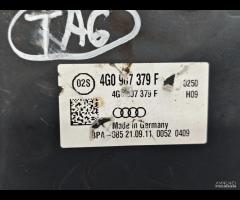 TAG
02S
4G0 907 379 F
0250
4G0 907 379 F
H09
Made in Germany
BPA-085 21.09.11 0052 0409